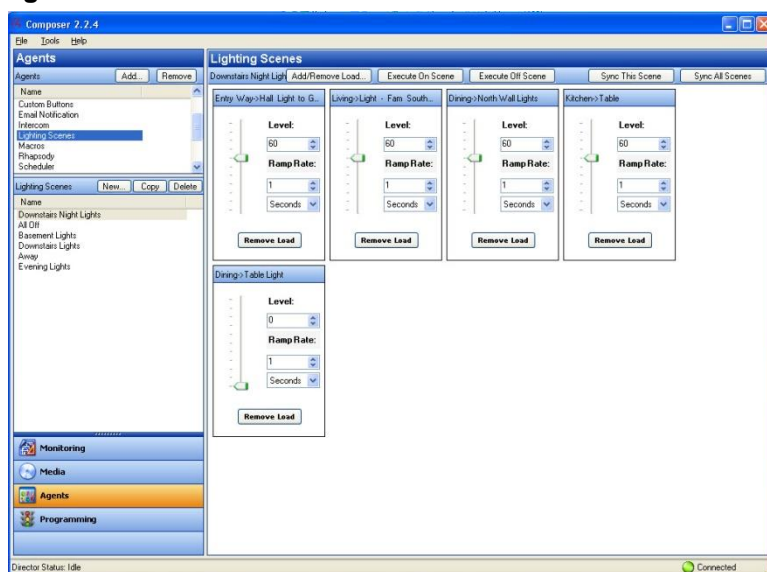 Composer 2.2.4
File Tools Help
Agents
Agents Add... Remove
Name
Custom Buttons
Email Notification
Intercom
Lighting Scenes
Macros
Rhapsody
Scheduler
Lighting Scenes New... Copy Delete
Name
Downstairs Night Lights
All Off
Basement Lights
Downstairs Lights
Away
Evening Lights
Monitoring
Media
Agents
Programming
Lighting Scenes
Downstairs Night Ligh Add/Remove Load... Execute On Scene Execute Off Scene Sync This Scene Sync All Scenes
Entry Way->Hall Light to G...
Level:
60
Ramp Rate:
1
Seconds
Remove Load
Living->Light - Fam South...
Level:
60
Ramp Rate:
1
Seconds
Remove Load
Dining->North Wall Lights
Level:
60
Ramp Rate:
1
Seconds
Remove Load
Kitchen->Table
Level:
60
Ramp Rate:
1
Seconds
Remove Load
Dining->Table Light
Level:
0
Ramp Rate:
1
Seconds
Remove Load
Director Status: Idle
Connected